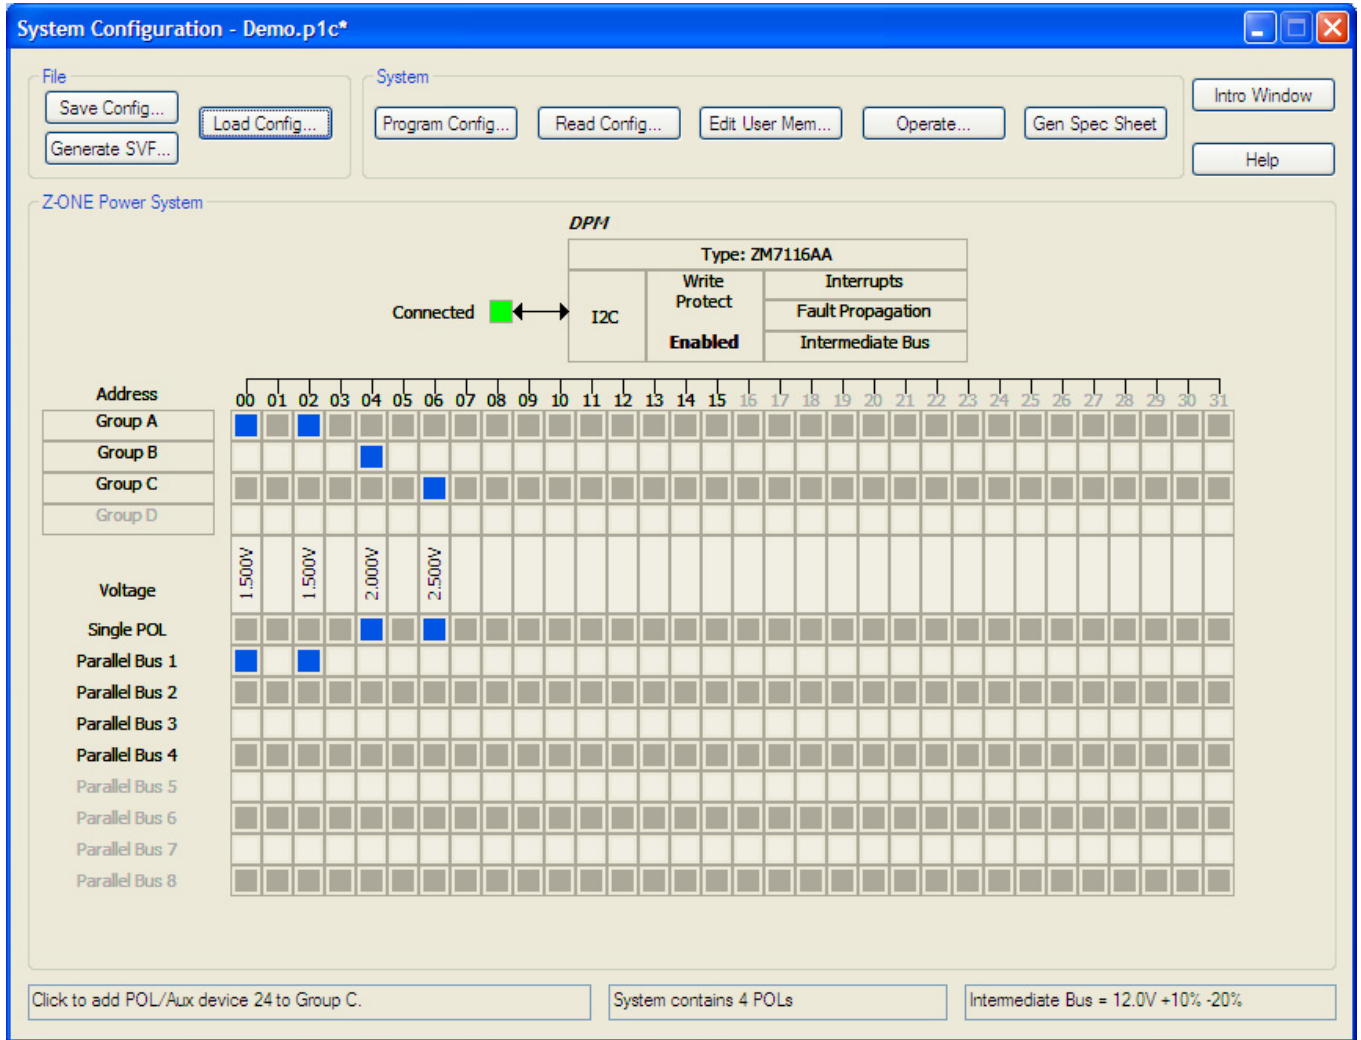 System Configuration - Demo.p1c*
File
System
Save Config...
Load Config...
Generate SVF...
Program Config...
Read Config...
Edit User Mem...
Operate...
Gen Spec Sheet
Intro Window
Help
Z-ONE Power System
DPM
Type: ZM7116AA
Connected
I2C
Write
Protect
Enabled
Interrupts
Fault Propagation
Intermediate Bus
Address 00 01 02 03 04 05 06 07 08 09 10 11 12 13 14 15 16 17 18 19 20 21 22 23 24 25 26 27 28 29 30 31
Group A
Group B
Group C
Group D
Voltage 1.500V 1.500V 2.000V 2.500V
Single POL
Parallel Bus 1
Parallel Bus 2
Parallel Bus 3
Parallel Bus 4
Parallel Bus 5
Parallel Bus 6
Parallel Bus 7
Parallel Bus 8
Click to add POL/Aux device 24 to Group C.
System contains 4 POLs
Intermediate Bus = 12.0V +10% -20%